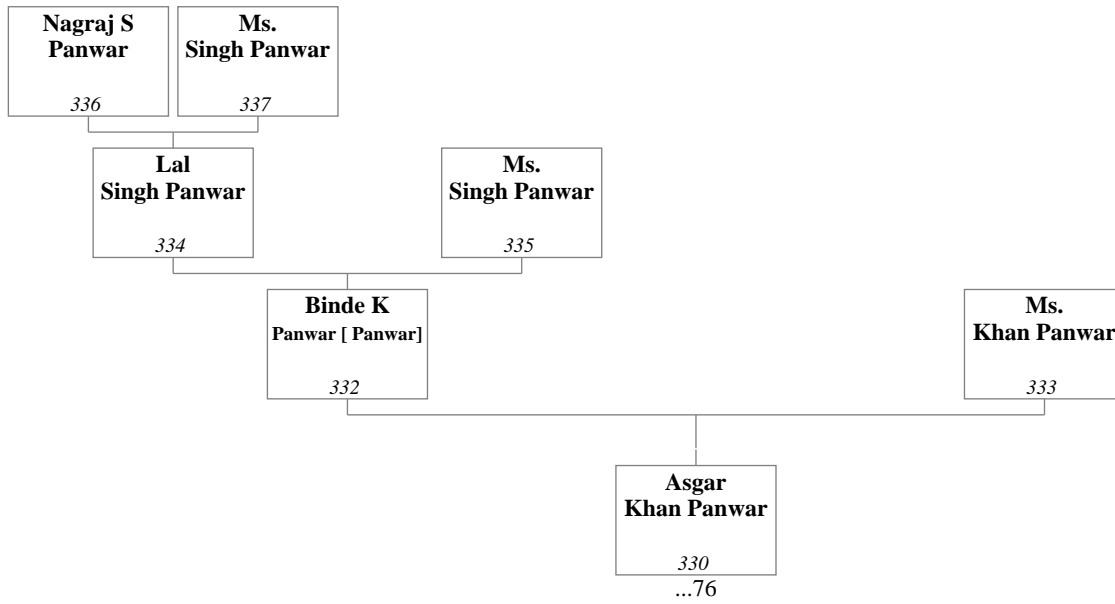 Nagraj S
Panwar
336
Ms.
Singh Panwar
337
Lal
Singh Panwar
334
Ms.
Singh Panwar
335
Binde K
Panwar [ Panwar]
332
Ms.
Khan Panwar
333
Asgar
Khan Panwar
330
...76